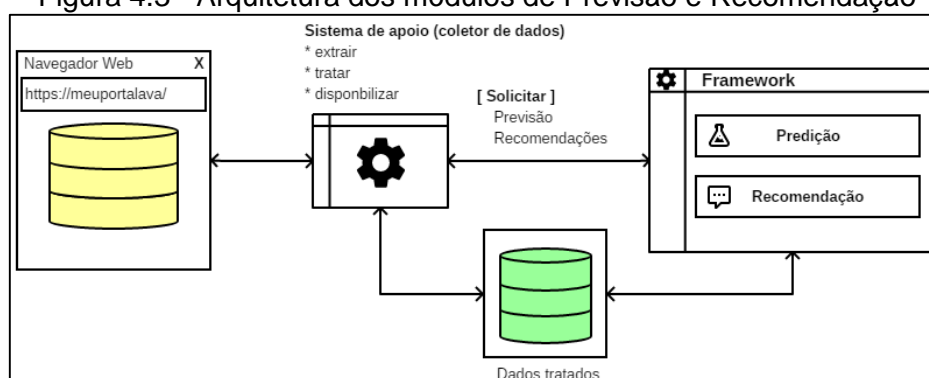 Figura 4.3 - Arquitetura dos módulos de Previsão e Recomendação
Sistema de apoio (coletor de dados)
* extrair
* tratar
* disponbilizar
Navegador Web X
https://meuportalava/
[ Solicitar ]
Previsão
Recomendações
Framework
Predição
Recomendação
Dados tratados